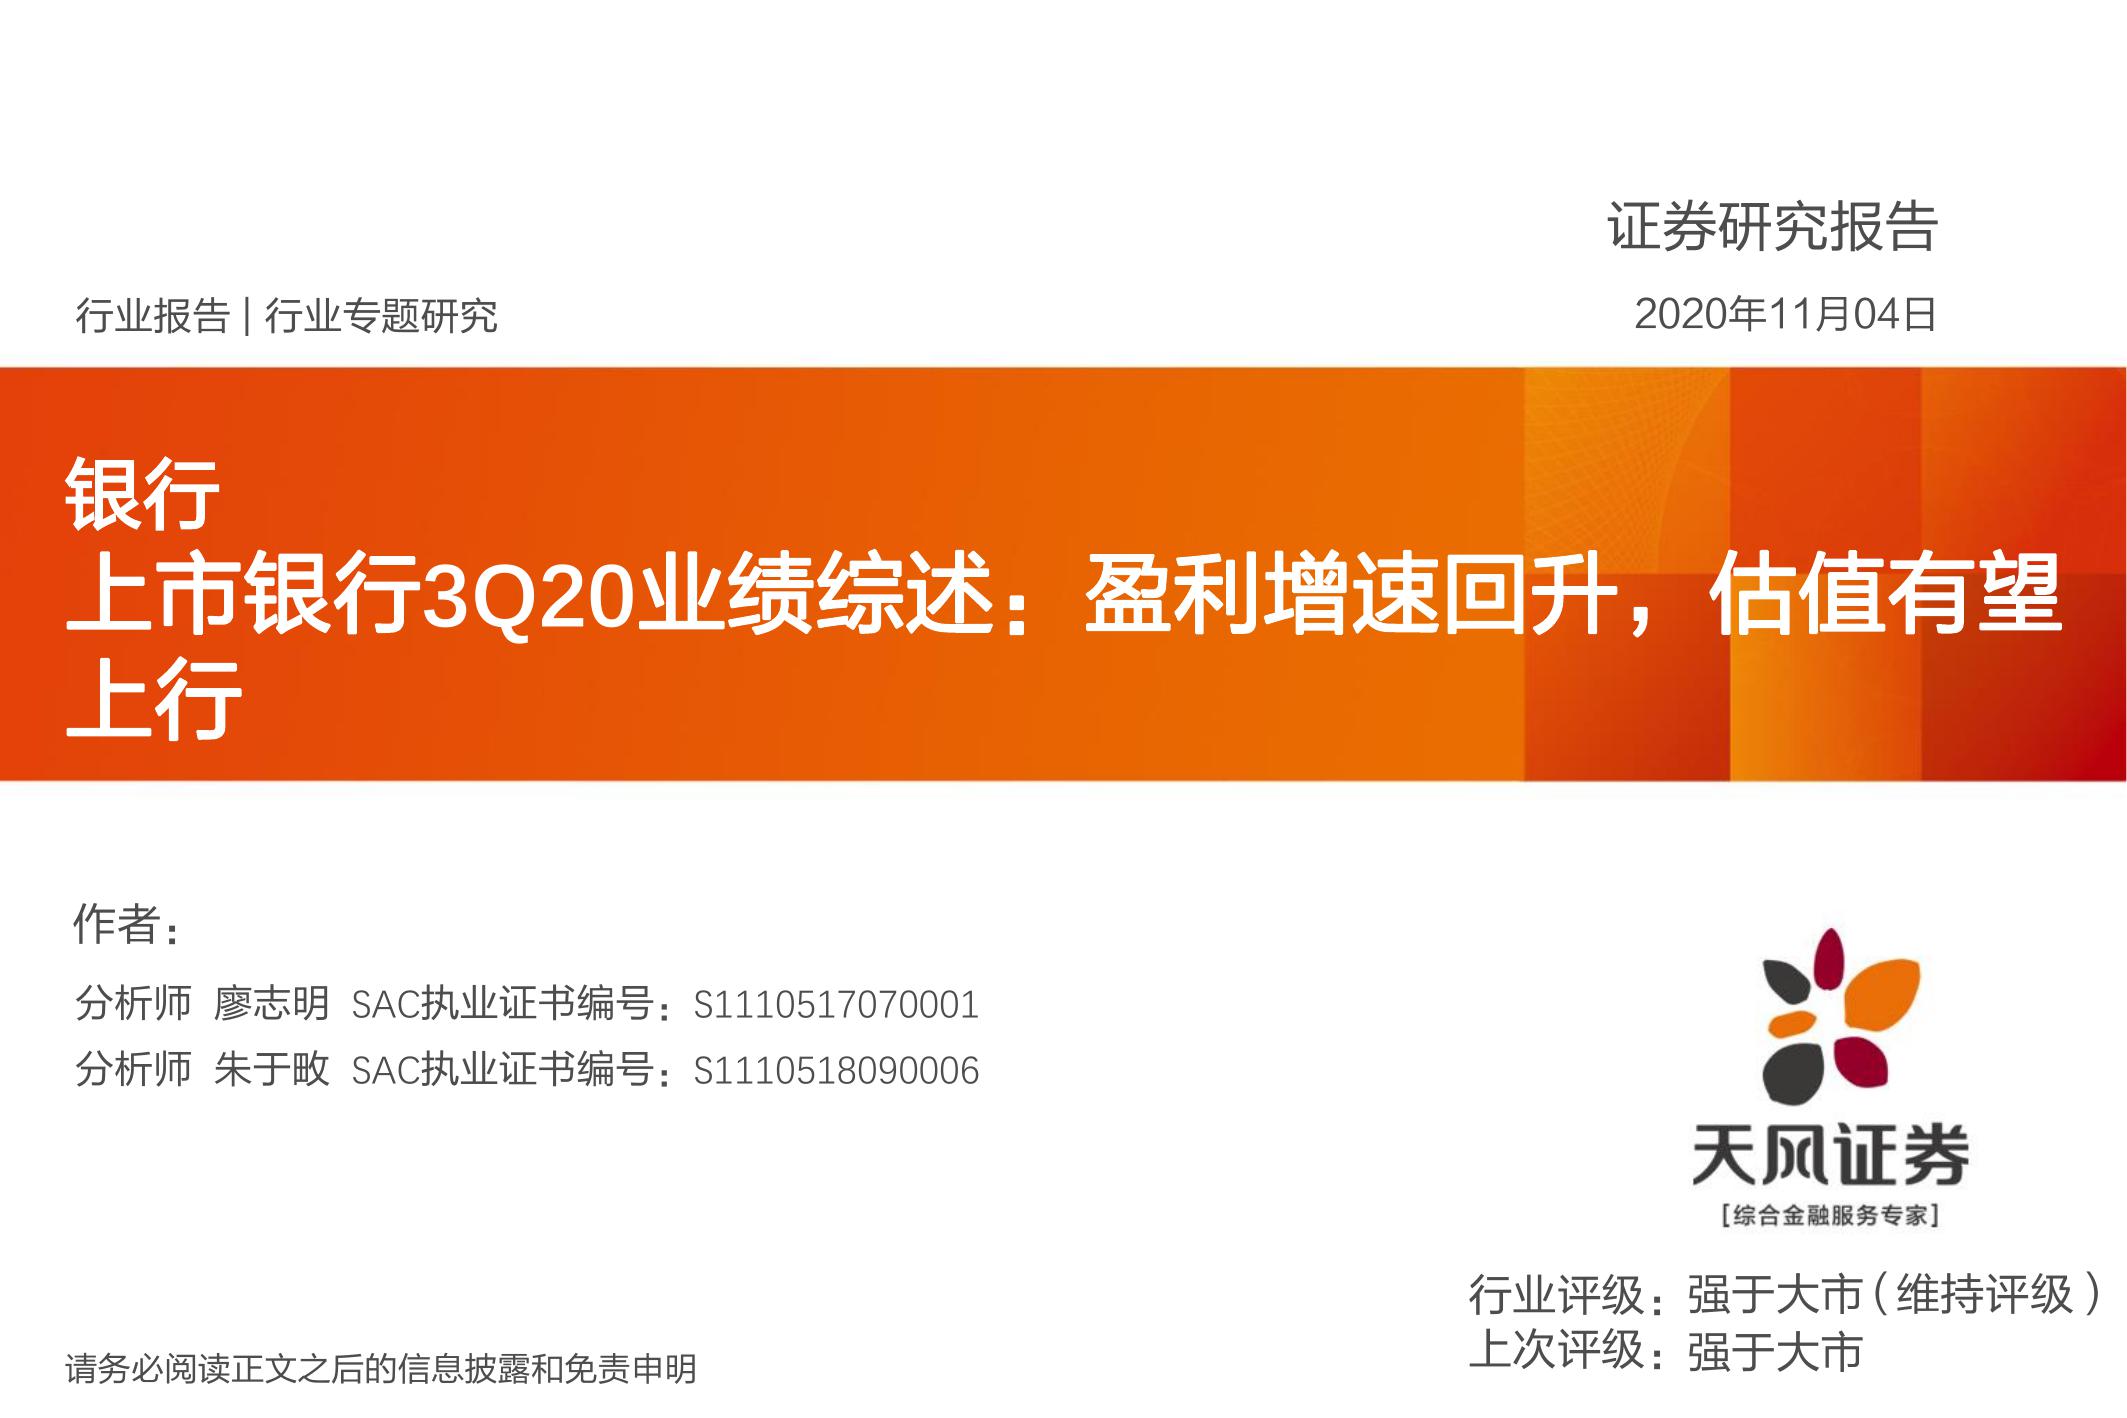 证券研究报告
行业报告 | 行业专题研究
2020年11月04日
银行
上市银行3Q20业绩综述：盈利增速回升，估值有望
上行
作者：
分析师 廖志明 SAC执业证书编号：S1110517070001
分析师 朱于畋 SAC执业证书编号：S1110518090006
天风证券
[综合金融服务专家]
行业评级：强于大市（维持评级）
上次评级：强于大市
请务必阅读正文之后的信息披露和免责申明